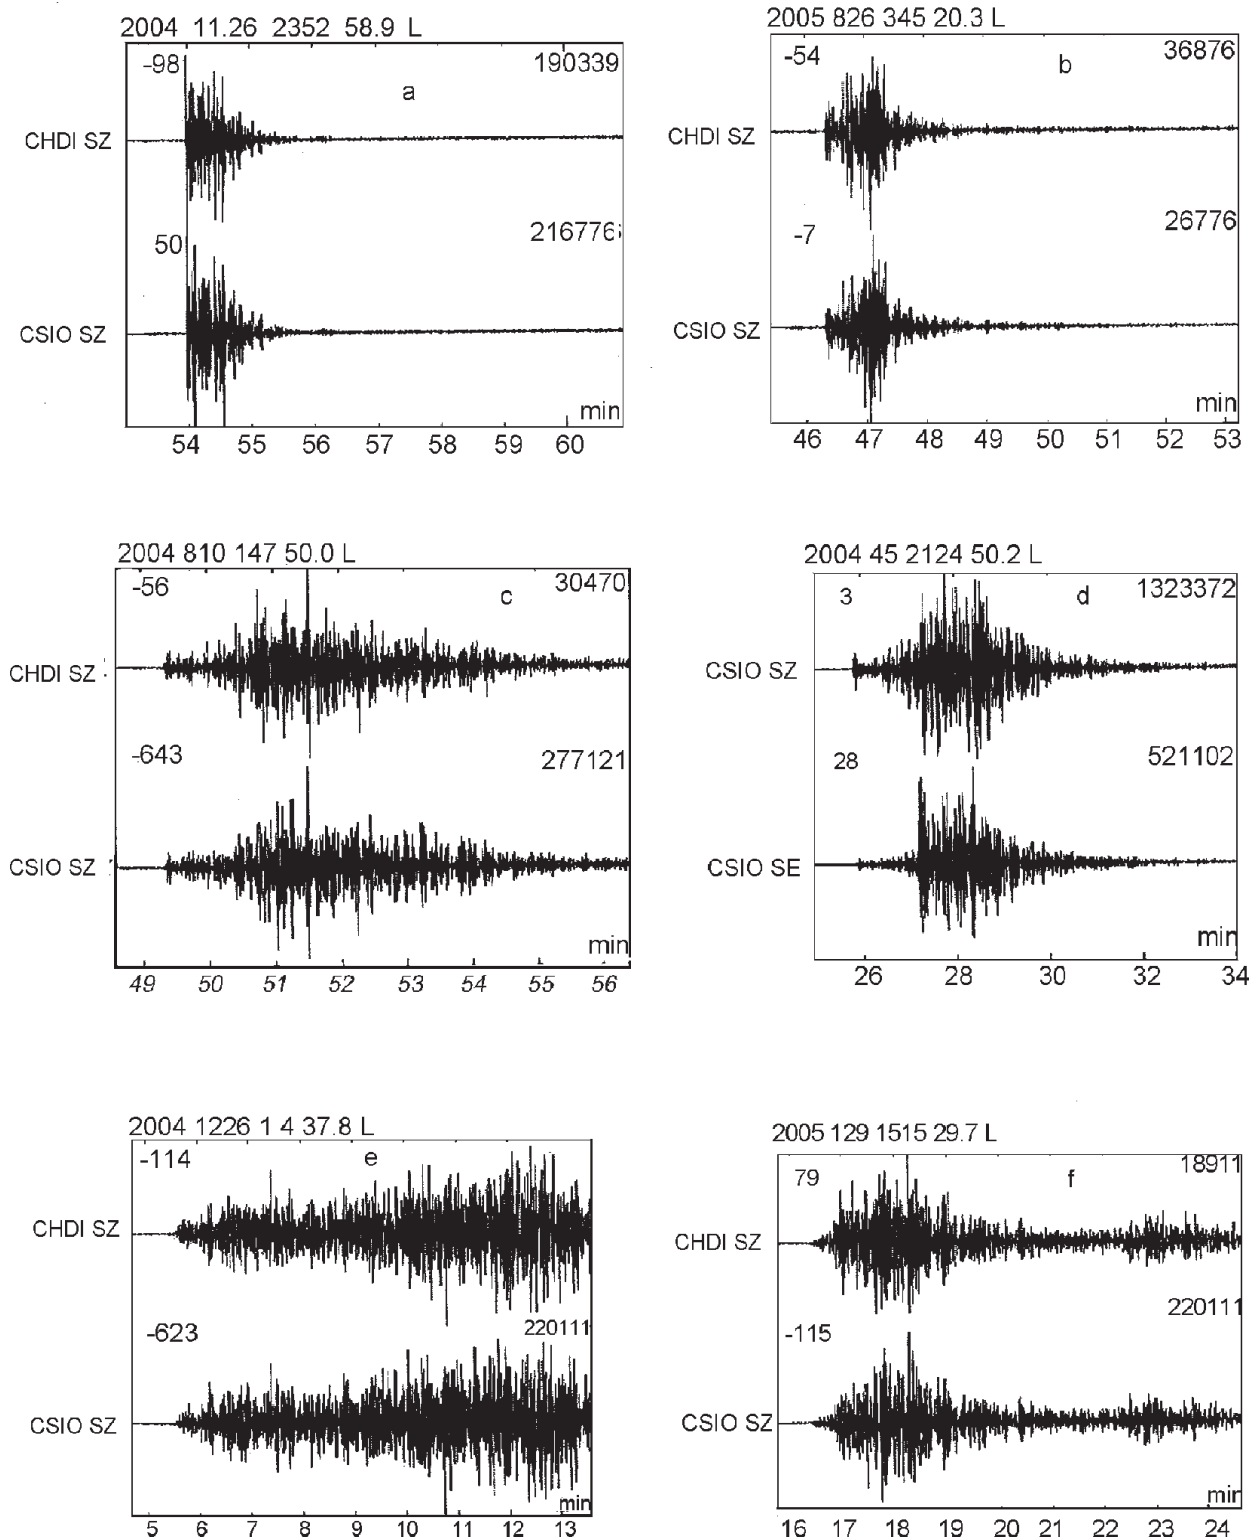 2004 11.26 2352 58.9 L
-98 a 190339
CHDI SZ
50 216776
CSIO SZ
min
54 55 56 57 58 59 60
2005 826 345 20.3 L
-54 b 36876
CHDI SZ
-7 26776
CSIO SZ
min
46 47 48 49 50 51 52 53
2004 810 147 50.0 L
-56 c 30470
CHDI SZ
-643 277121
CSIO SZ
min
49 50 51 52 53 54 55 56
2004 45 2124 50.2 L
3 d 1323372
CSIO SZ
28 521102
CSIO SE
min
26 28 30 32 34
2004 1226 1 4 37.8 L
-114 e
CHDI SZ
-623 220111
CSIO SZ
min
5 6 7 8 9 10 11 12 13
2005 129 1515 29.7 L
79 f 18911
CHDI SZ
-115 220111
CSIO SZ
min
16 17 18 19 20 21 22 23 24